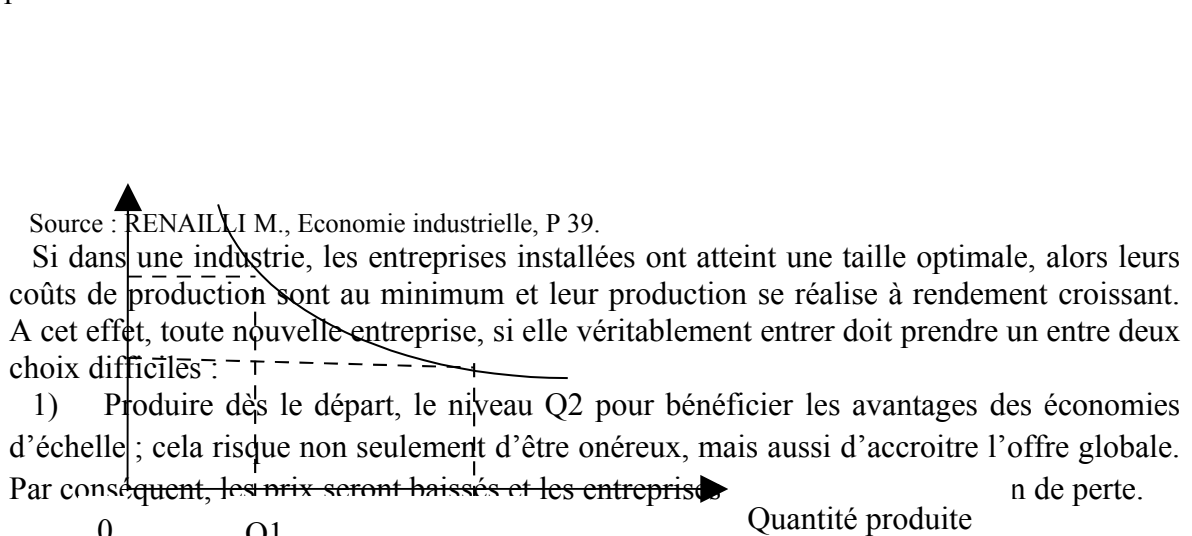 Source : RENAILLI M., Economie industrielle, P 39.
Si dans une industrie, les entreprises installées ont atteint une taille optimale, alors leurs
coûts de production sont au minimum et leur production se réalise à rendement croissant.
A cet effet, toute nouvelle entreprise, si elle véritablement entrer doit prendre un entre deux
choix difficiles :
1) Produire dès le départ, le niveau Q2 pour bénéficier les avantages des économies
d’échelle ; cela risque non seulement d’être onéreux, mais aussi d’accroitre l’offre globale.
Par conséquent, les prix seront baissés et les entreprises n de perte.
Quantité produite
0 Q1